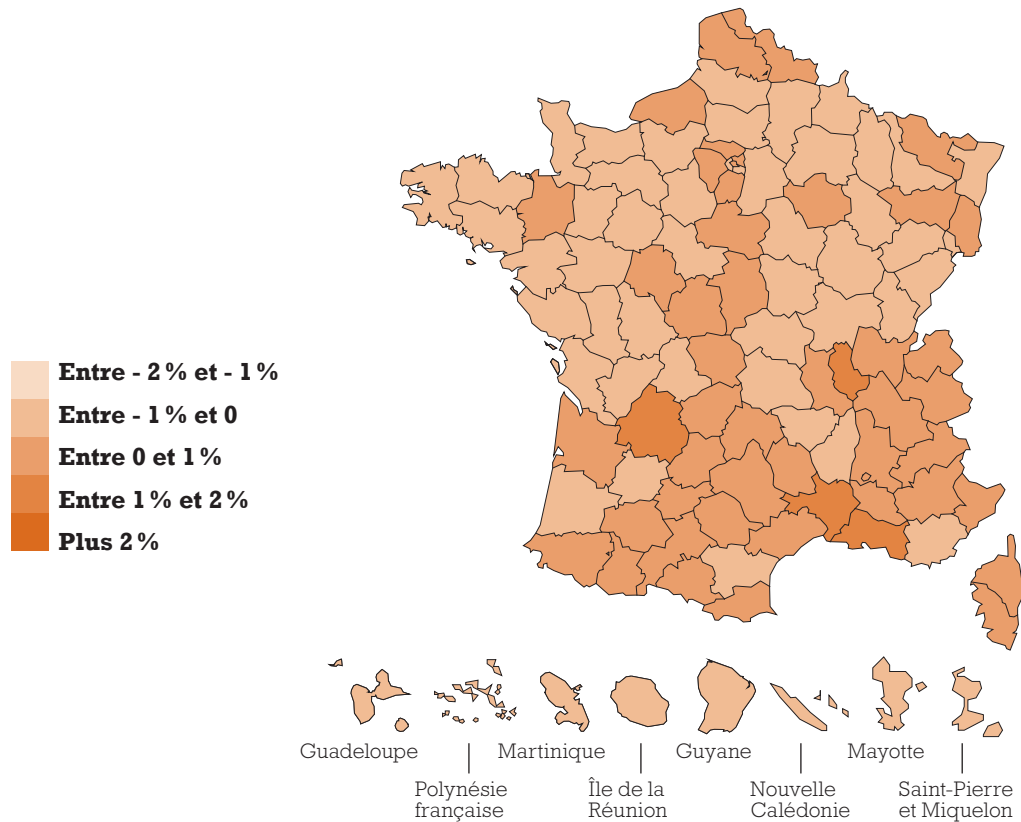 Entre - 2 % et - 1 %
Entre - 1 % et 0
Entre 0 et 1 %
Entre 1 % et 2 %
Plus 2 %
Guadeloupe
Polynésie
française
Martinique
Île de la
Réunion
Guyane
Nouvelle
Calédonie
Mayotte
Saint-Pierre
et Miquelon